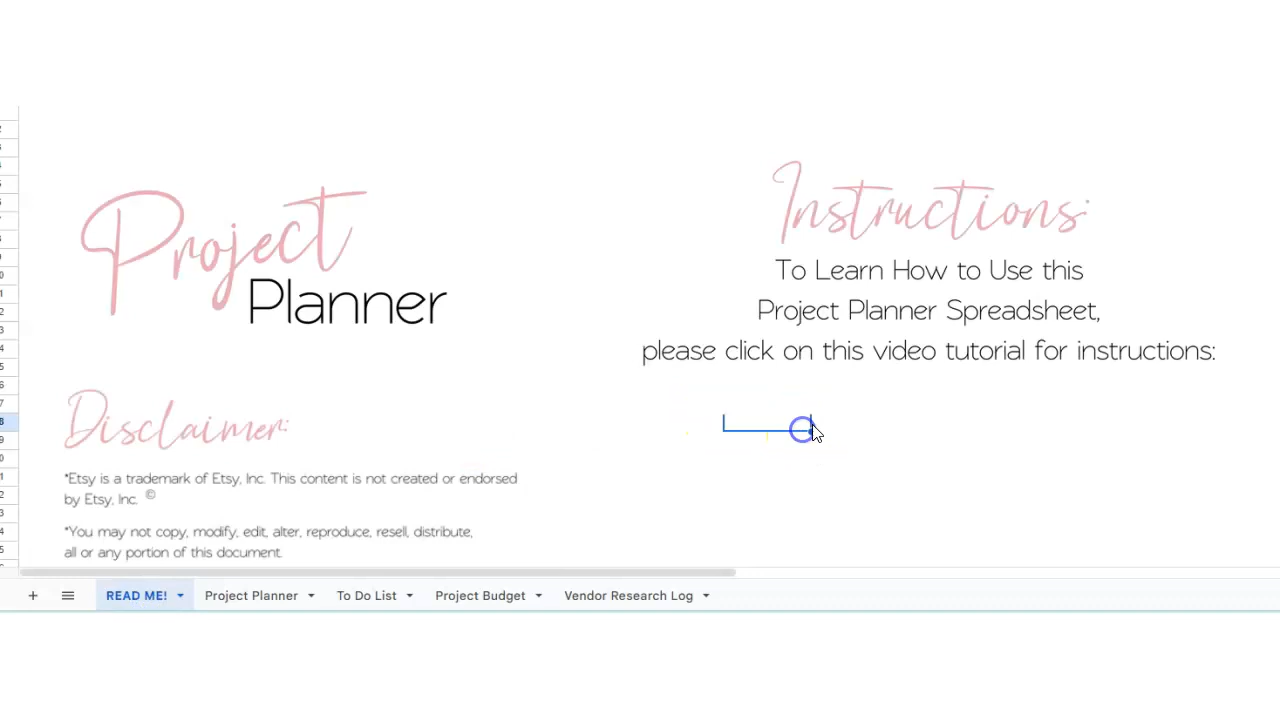 Project
Planner
Disclaimer:
*Etsy is a trademark of Etsy, Inc. This content is not created or endorsed
by Etsy, Inc. ©
*You may not copy, modify, edit, alter, reproduce, resell, distribute,
all or any portion of this document.
Instructions:
To Learn How to Use this
Project Planner Spreadsheet,
please click on this video tutorial for instructions:
READ ME!
Project Planner
To Do List
Project Budget
Vendor Research Log